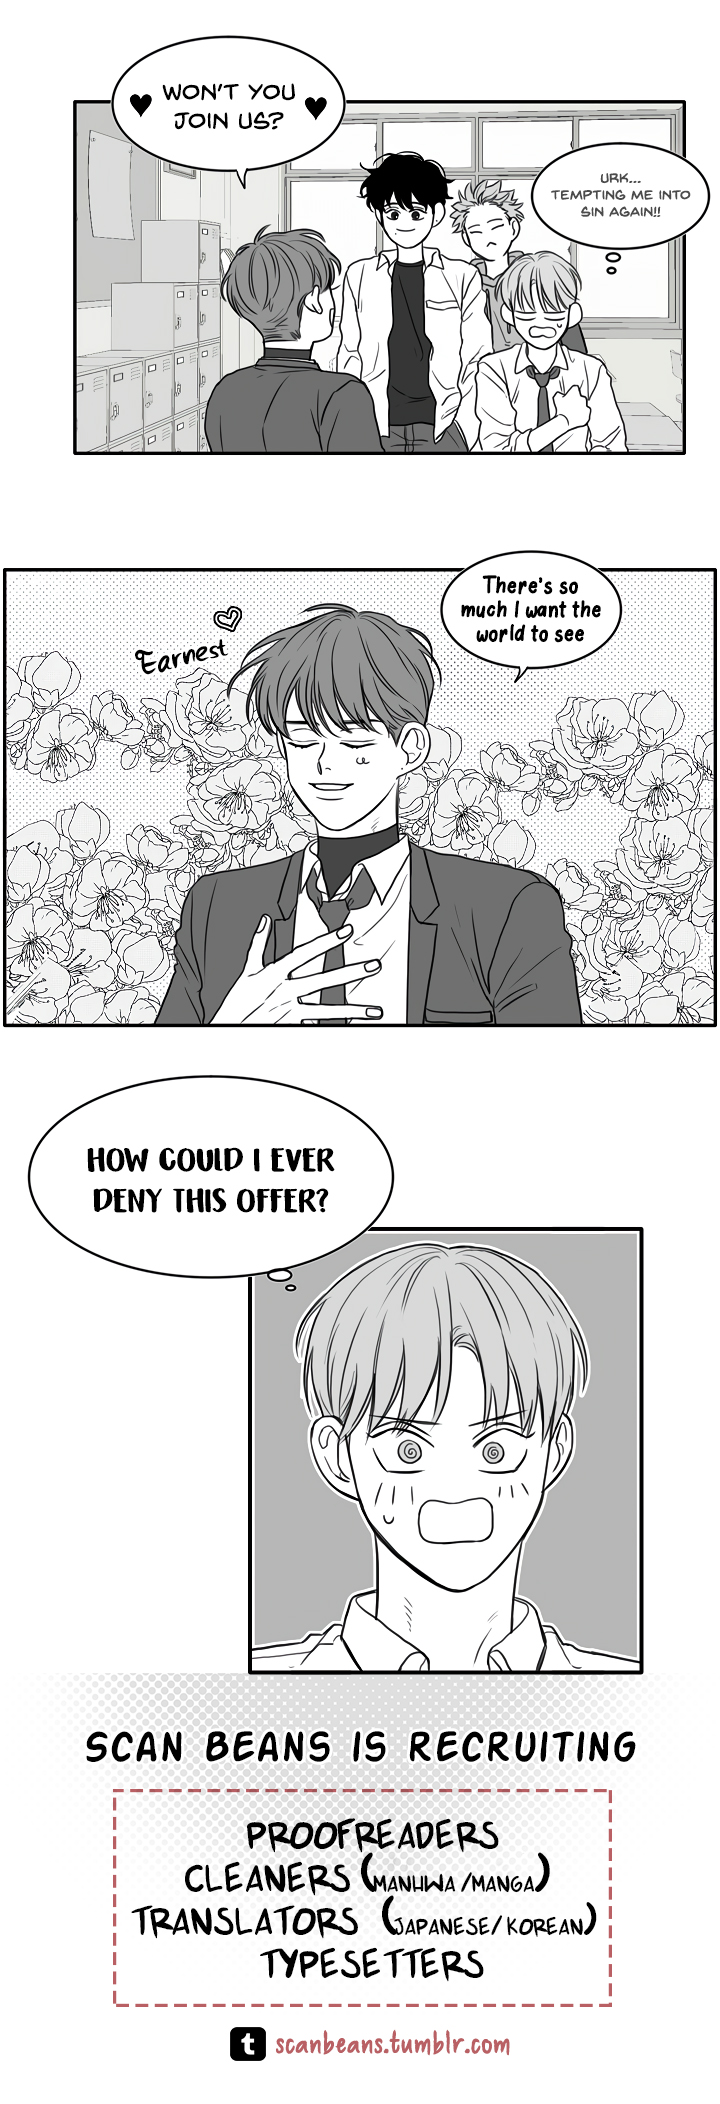 WON'T YOU
JOIN US?
URK...
TEMPTING ME INTO
SIN AGAIN!!
There's so
much I want the
world to see
Earnest
HOW COULD I EVER
DENY THIS OFFER?
SCAN BEANS IS RECRUITING
PROOFREADERS
CLEANERS (MANHWA/MANGA)
TRANSLATORS (JAPANESE/KOREAN)
TYPESETTERS
t scanbeans.tumblr.com